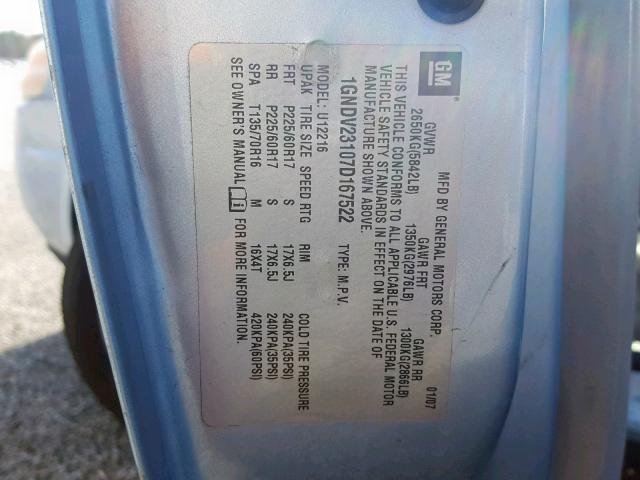 GM
MFD BY GENERAL MOTORS CORP. 01/07
GVWR GAWR FRT GAWR RR
2650KG(5842LB) 1350KG(2976LB) 1300KG(2866LB)
THIS VEHICLE CONFORMS TO ALL APPLICABLE U.S. FEDERAL MOTOR
VEHICLE SAFETY STANDARDS IN EFFECT ON THE DATE OF
MANUFACTURE SHOWN ABOVE.
1GNDV23107D167522 TYPE: M.P.V.
MODEL: U12216
UPAK TIRE SIZE SPEED RTG RIM COLD TIRE PRESSURE
FRT P225/60R17 S 17X6.5J 240KPA(35PSI)
RR P225/60R17 S 17X6.5J 240KPA(35PSI)
SPA T135/70R16 M 16X4T 420KPA(60PSI)
SEE OWNER'S MANUAL FOR MORE INFORMATION.